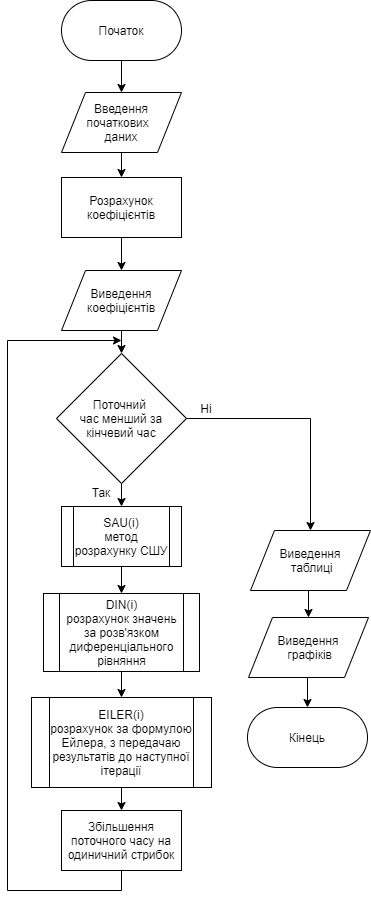 Початок
Введення
початкових
даних
Розрахунок
коефіцієнтів
Виведення
коефіцієнтів
Поточний
час менший за
кінчевий час
Ні
Так
SAU(i)
метод
розрахунку СШУ
DIN(i)
розрахунок значень
за розв'язком
диференціального
рівняння
EILER(i)
розрахунок за формулою
Ейлера, з передачаю
результатів до наступної
ітерації
Збільшення
поточного часу на
одиничний стрибок
Виведення
таблиці
Виведення
графіків
Кінець